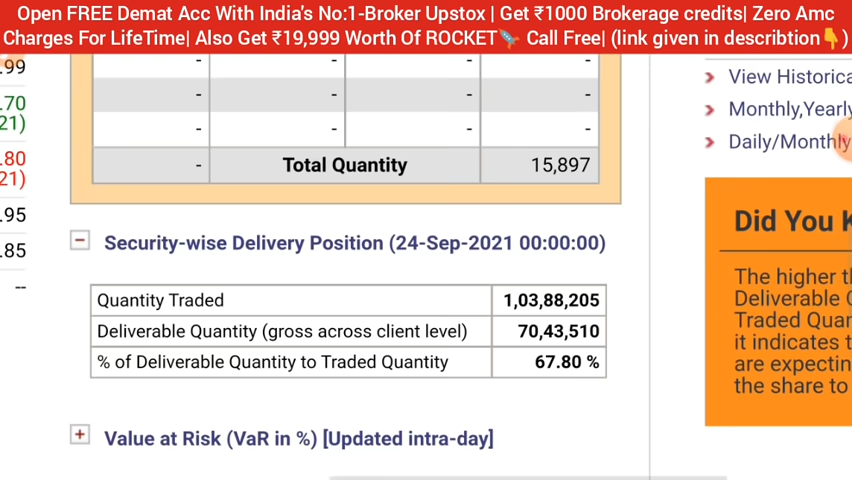 Open FREE Demat Acc With India's No:1-Broker Upstox | Get ₹1000 Brokerage credits| Zero Amc
Charges For LifeTime| Also Get ₹19,999 Worth Of ROCKET🚀 Call Free| (link given in describtion👇)
.99
.70
21)
.80
21)
.95
.85
--
- - - -
- - - -
- - - -
- Total Quantity 15,897
Security-wise Delivery Position (24-Sep-2021 00:00:00)
Quantity Traded 1,03,88,205
Deliverable Quantity (gross across client level) 70,43,510
% of Deliverable Quantity to Traded Quantity 67.80 %
Value at Risk (VaR in %) [Updated intra-day]
View Historica
Monthly,Yearly
Daily/Monthly
Did You K
The higher th
Deliverable
Traded Quan
it indicates t
are expectin
the share to